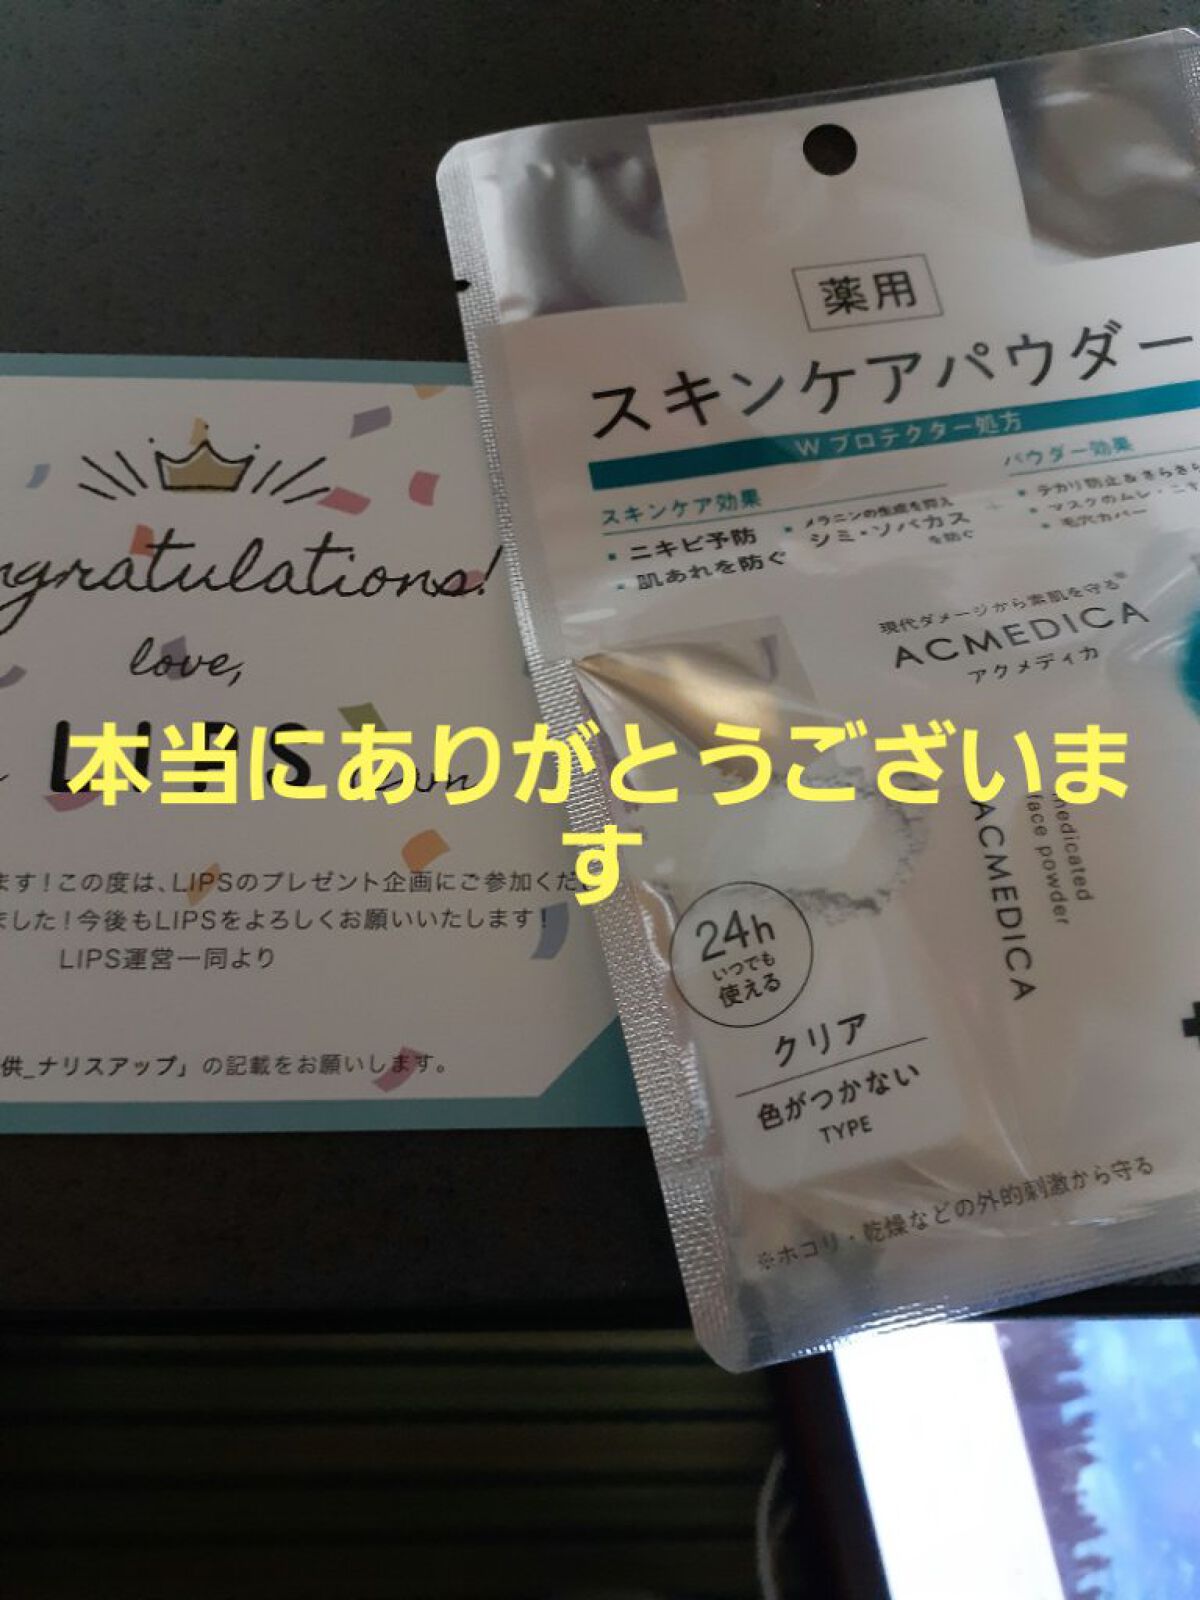 薬用
スキンケアパウダー
Wプロテクター処方
スキンケア効果
• ニキビ予防
• 肌あれを防ぐ
• メラニンの生成を抑え
シミ・ソバカス
を防ぐ
+
パウダー効果
• テカリ防止&さらさら
• マスクのムレ・こす
• 毛穴カバー
現代ダメージから素肌を守る※
ACMEDICA
アクメディカ
ngratulations!
love,
LIPS
本当にありがとうございま
す
ます!この度は、LIPSのプレゼント企画にご参加くだ
ました!今後もLIPSをよろしくお願いいたします!
LIPS運営一同より
供_ナリスアップ」の記載をお願いします。
medicated
face powder
ACMEDICA
24h
いつでも
使える
クリア
色がつかない
TYPE
※ホコリ・乾燥などの外的刺激から守る